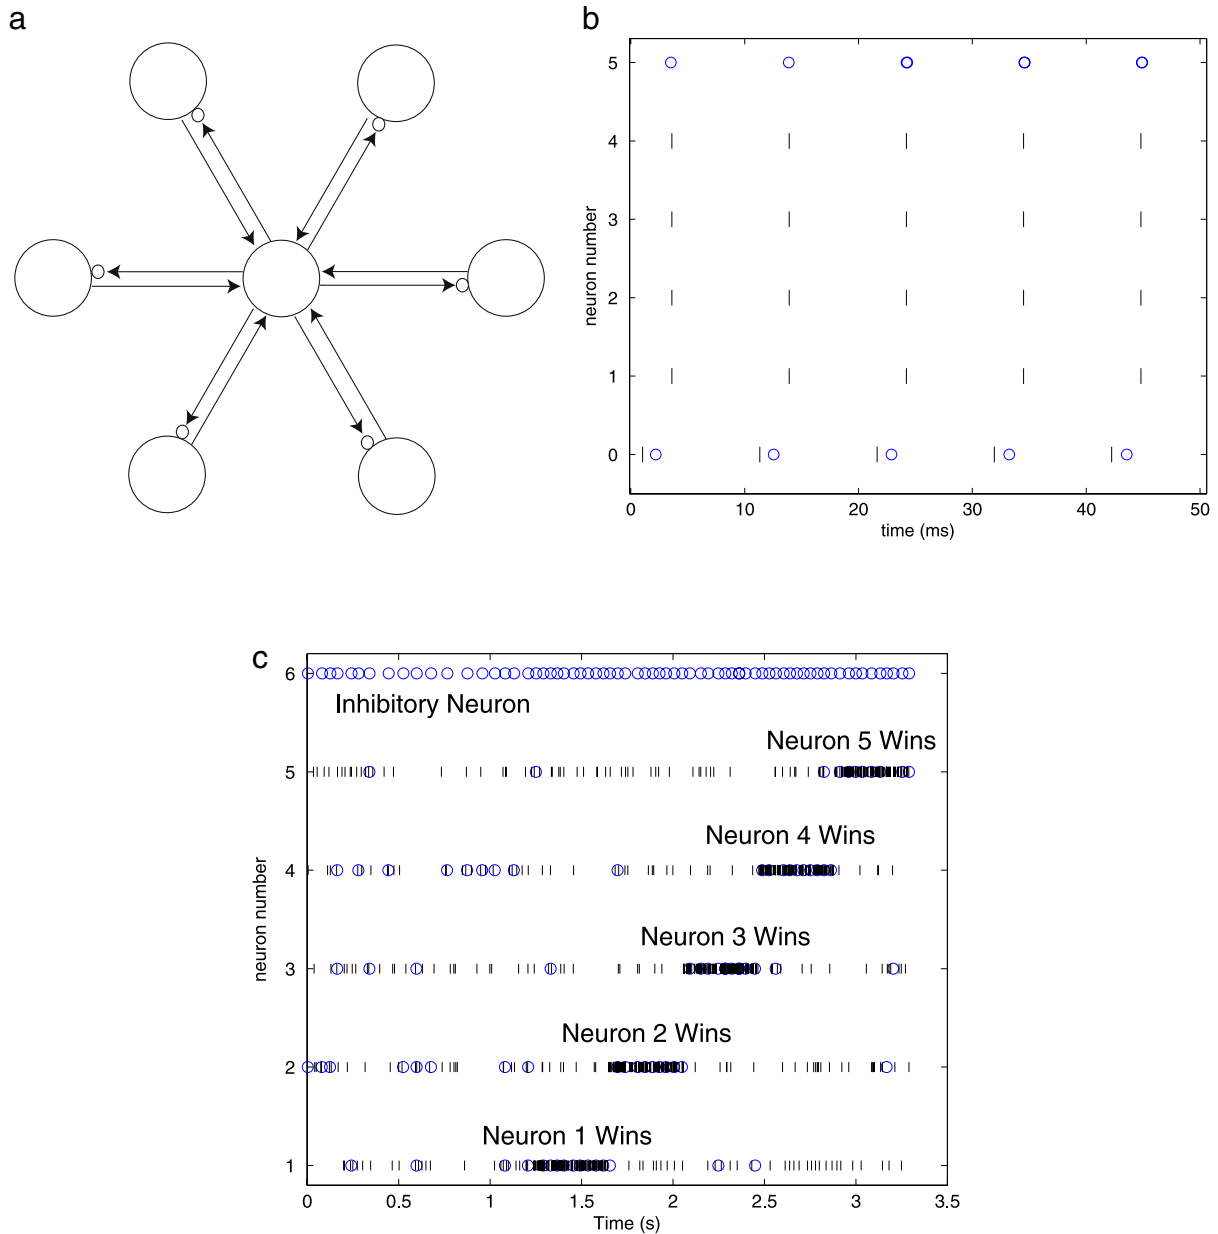 a
b
5
4
3
2
1
0
neuron number
0 10 20 30 40 50
time (ms)
c
6
Inhibitory Neuron
Neuron 5 Wins
5
Neuron 4 Wins
4
Neuron 3 Wins
3
Neuron 2 Wins
2
Neuron 1 Wins
1
neuron number
0 0.5 1 1.5 2 2.5 3 3.5
Time (s)